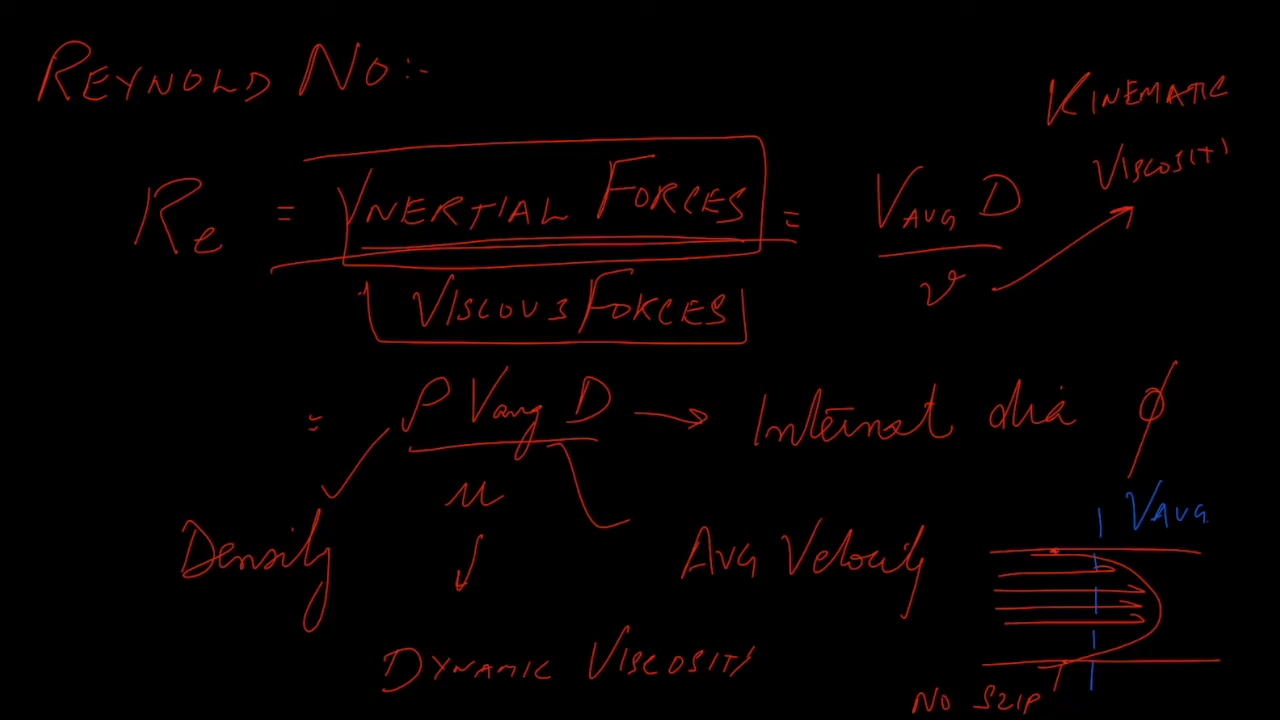 REYNOLD NO:-
KINEMATIC
VISCOSITY
Re = INERTIAL FORCES / VISCOUS FORCES = VAVG D / ν
= ρ Vavg D / μ → Internal dia ϕ
VAVG
Density
AVG Velocity
DYNAMIC VISCOSITY
NO SLIP